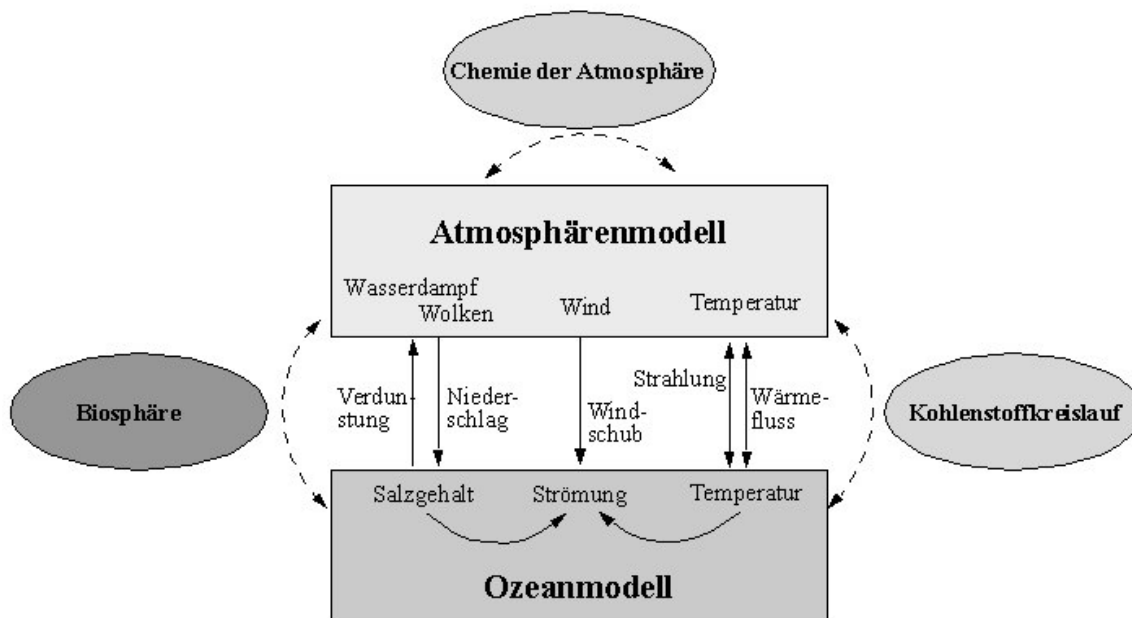 Chemie der Atmosphäre
Atmosphärenmodell
Wasserdampf
Wolken
Wind
Temperatur
Verdun-
stung
Nieder-
schlag
Wind-
schub
Strahlung
Wärme-
fluss
Biosphäre
Kohlenstoffkreislauf
Salzgehalt
Strömung
Temperatur
Ozeanmodell